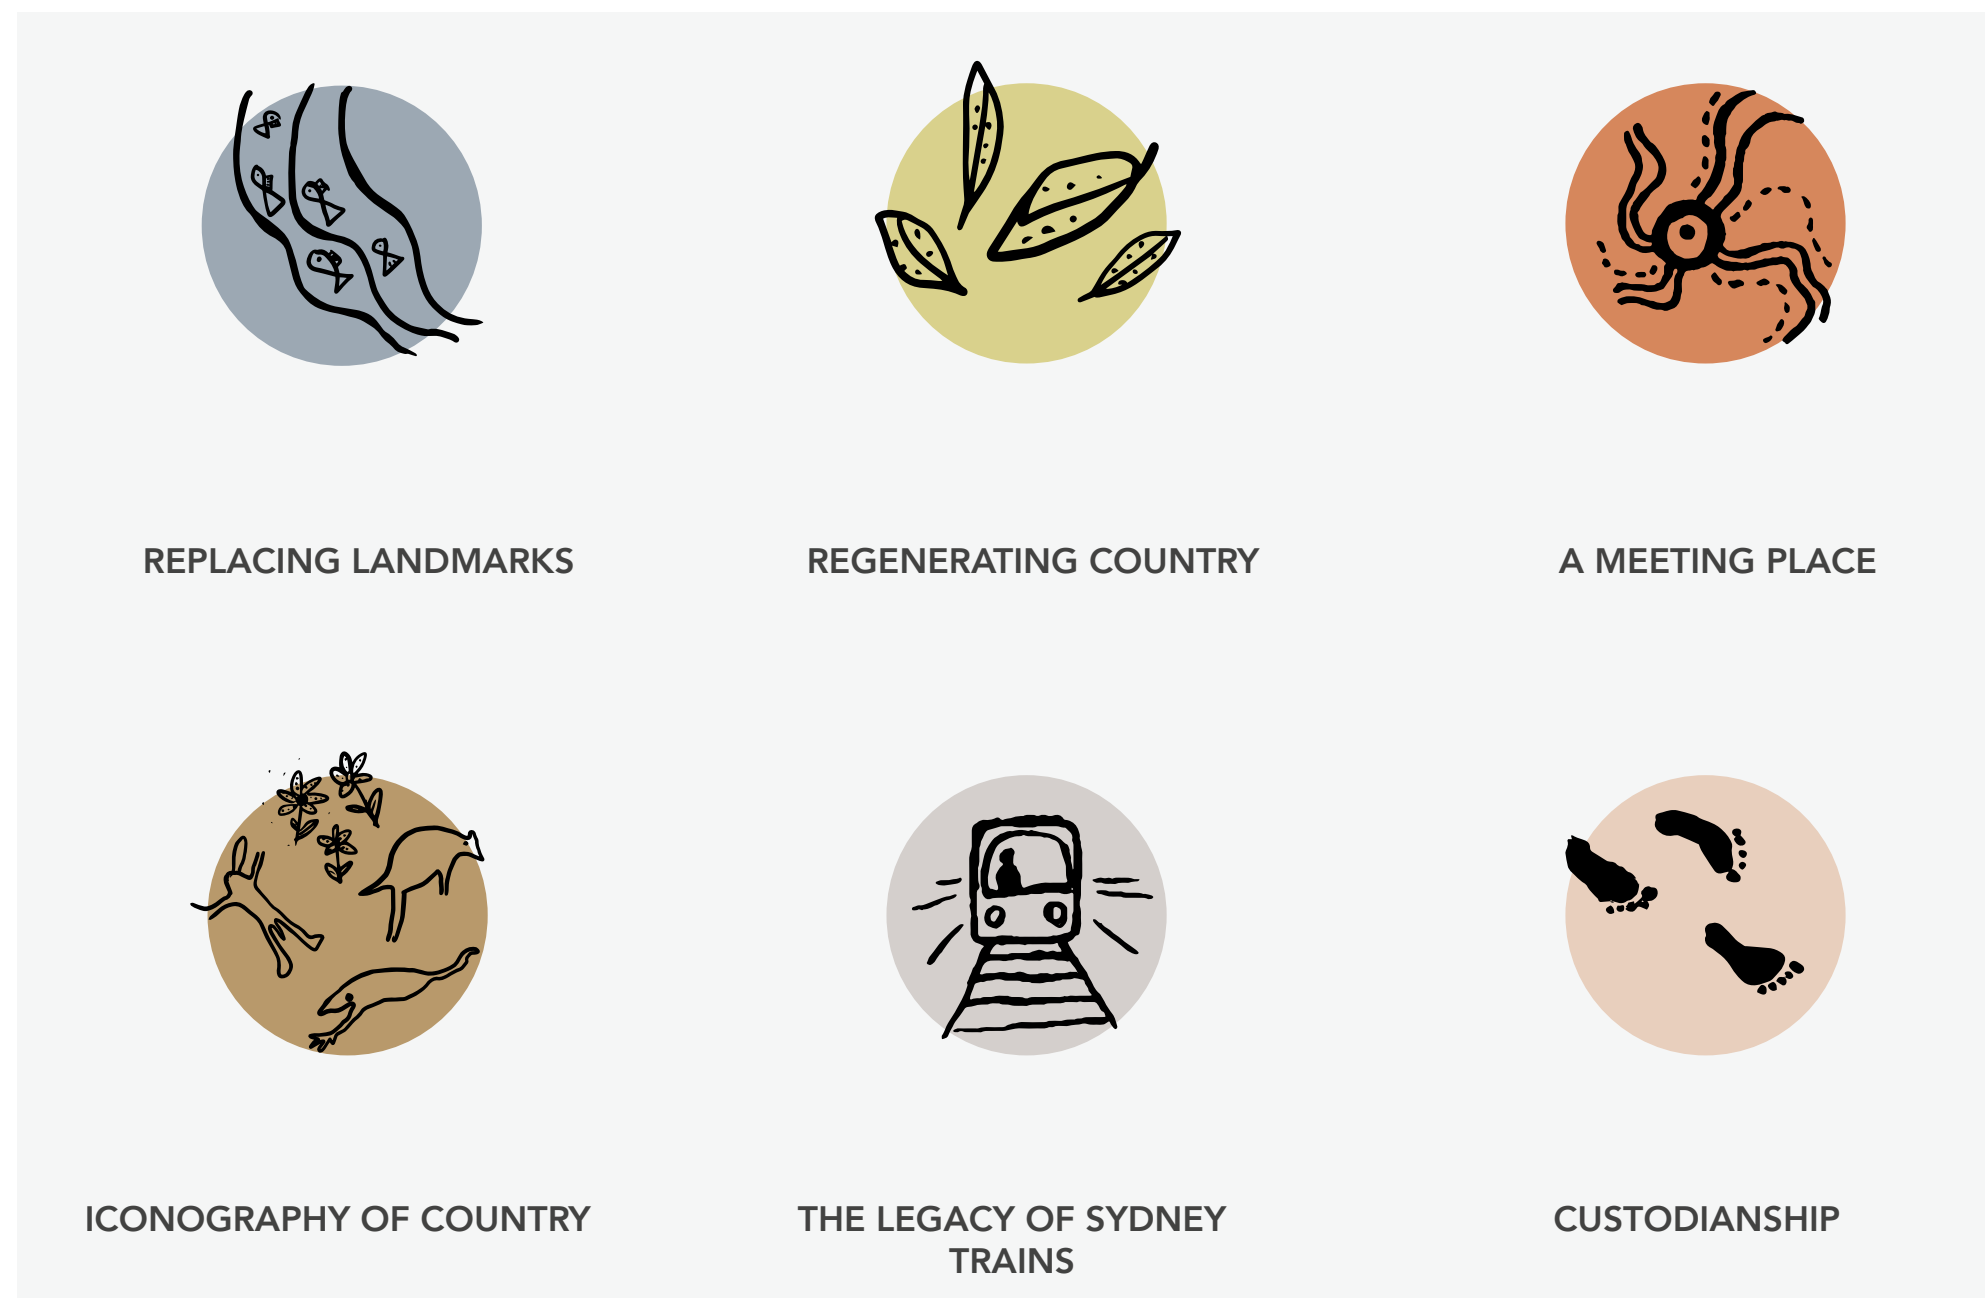 REPLACING LANDMARKS
REGENERATING COUNTRY
A MEETING PLACE
ICONOGRAPHY OF COUNTRY
THE LEGACY OF SYDNEY
TRAINS
CUSTODIANSHIP